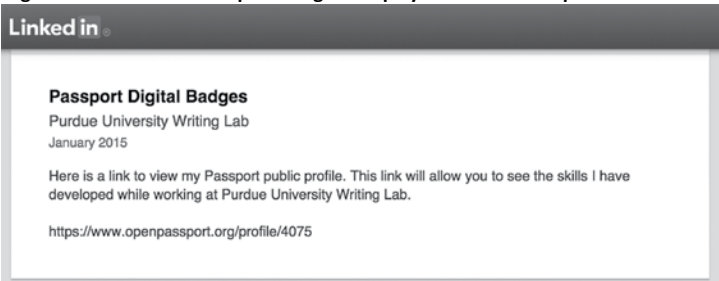 Linked in ®
Passport Digital Badges
Purdue University Writing Lab
January 2015
Here is a link to view my Passport public profile. This link will allow you to see the skills I have
developed while working at Purdue University Writing Lab.
https://www.openpassport.org/profile/4075